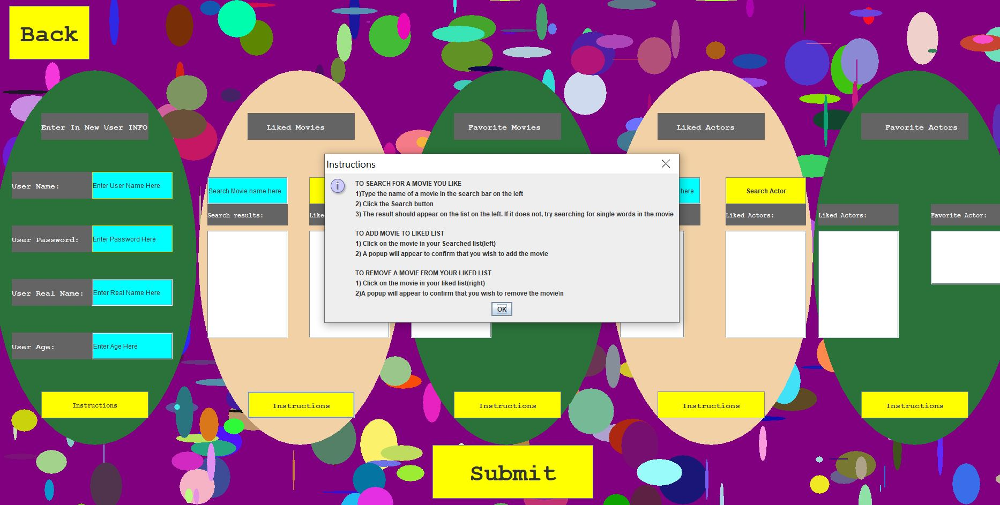 Back
Enter In New User INFO
Liked Movies
Favorite Movies
Liked Actors
Favorite Actors
Instructions
User Name:
Enter User Name Here
Search Movie name here
TO SEARCH FOR A MOVIE YOU LIKE
1)Type the name of a movie in the search bar on the left
2) Click the Search button
3) The result should appear on the list on the left. If it does not, try searching for single words in the movie
here
Search Actor
Search results:
Like
Liked Actors:
Liked Actors:
Favorite Actor:
User Password:
Enter Password Here
TO ADD MOVIE TO LIKED LIST
1) Click on the movie in your Searched list(left)
2) A popup will appear to confirm that you wish to add the movie
TO REMOVE A MOVIE FROM YOUR LIKED LIST
1) Click on the movie in your liked list(right)
2)A popup will appear to confirm that you wish to remove the movie\n
OK
User Real Name:
Enter Real Name Here
User Age:
Enter Age Here
Instructions
Instructions
Instructions
Instructions
Instructions
Submit